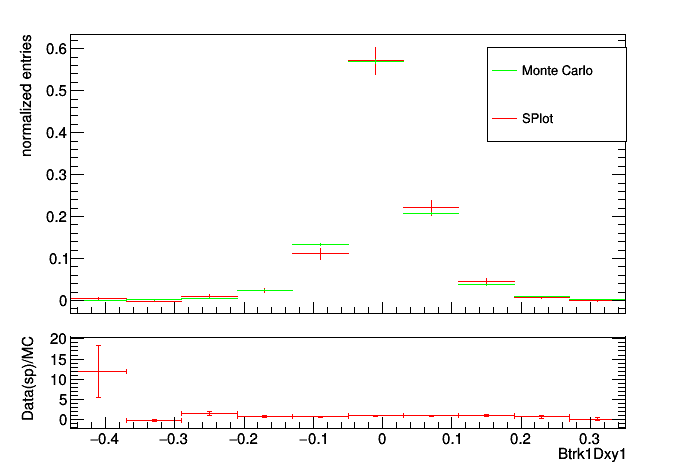 normalized entries
0.6
0.5
0.4
0.3
0.2
0.1
0
Monte Carlo
SPlot
Data(sp)/MC
20
15
10
5
0
−0.4 −0.3 −0.2 −0.1 0 0.1 0.2 0.3
Btrk1Dxy1